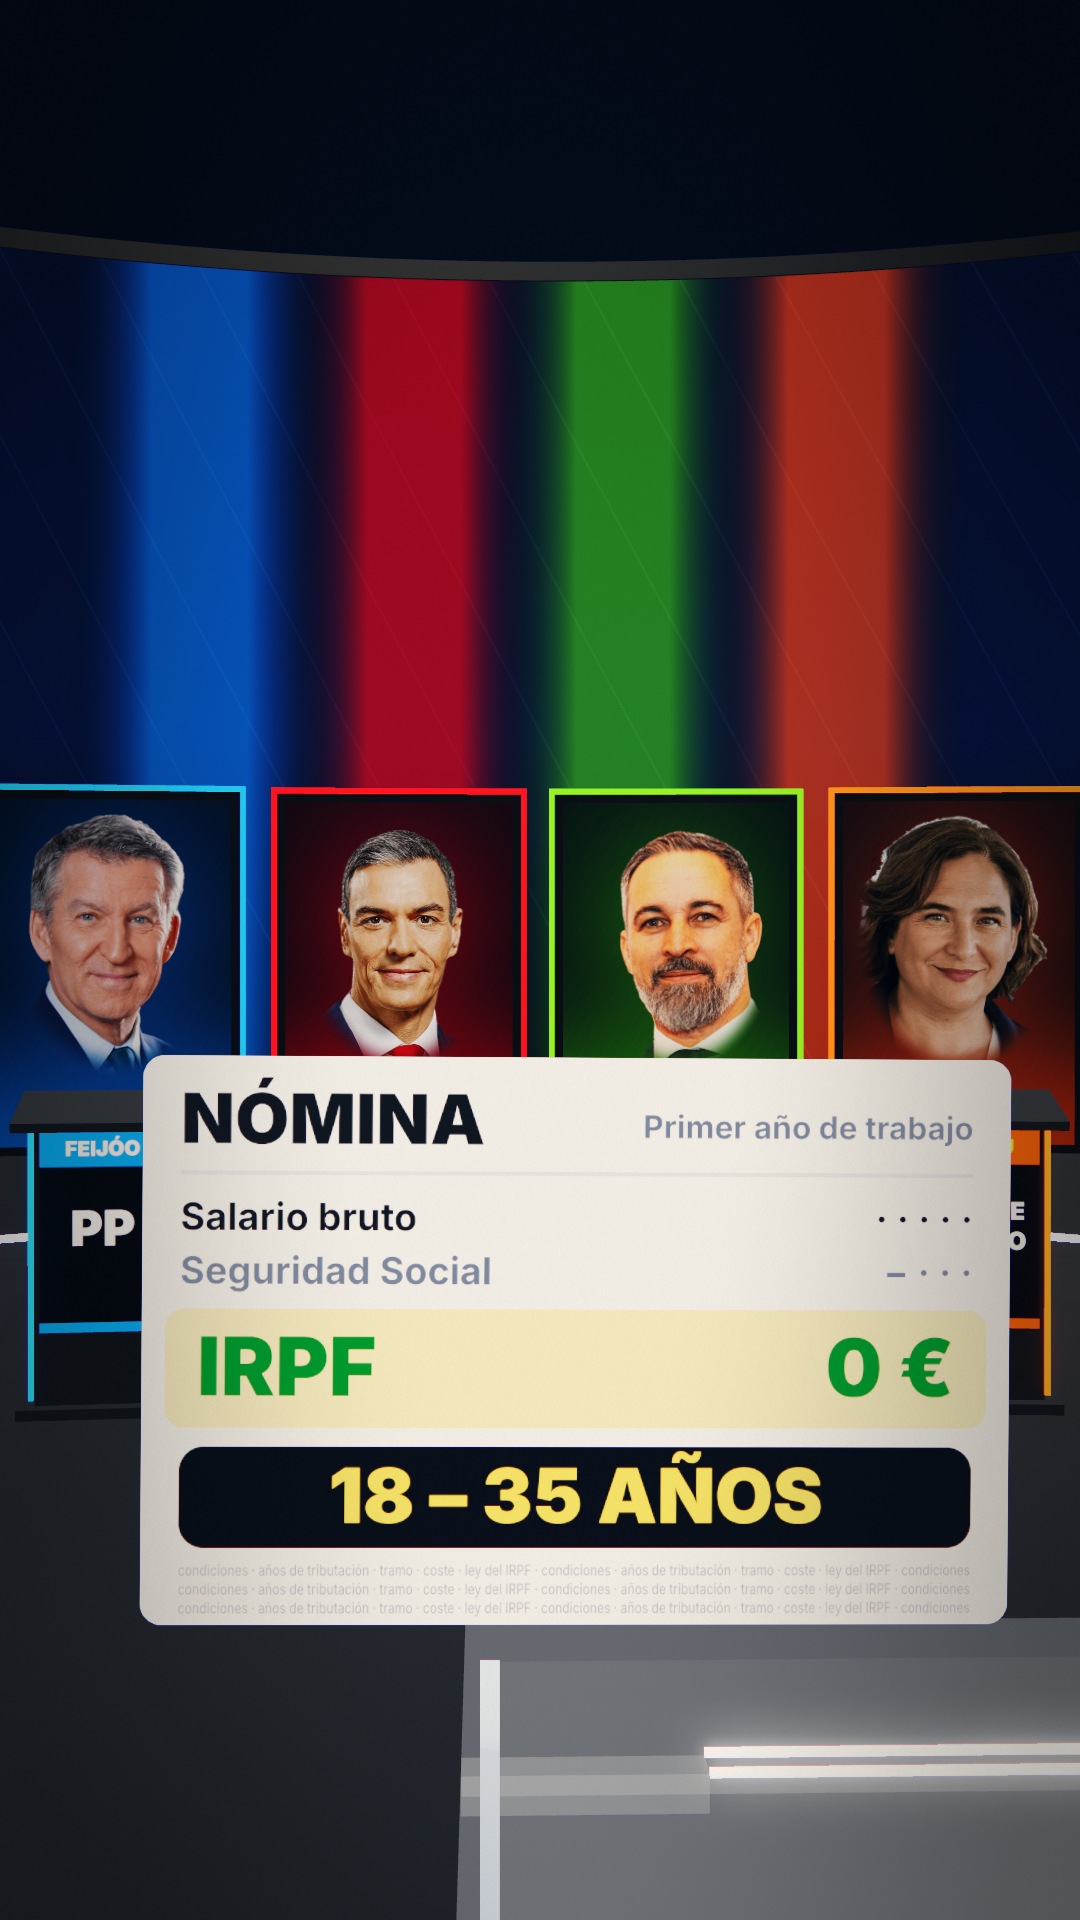 FEIJÓO
PP
NÓMINA
Primer año de trabajo
Salario bruto
· · · · ·
Seguridad Social
– · · ·
IRPF
0 €
18 – 35 AÑOS
condiciones · años de tributación · tramo · coste · ley del IRPF · condiciones · años de tributación · tramo · coste · ley del IRPF · condiciones
condiciones · años de tributación · tramo · coste · ley del IRPF · condiciones · años de tributación · tramo · coste · ley del IRPF · condiciones
condiciones · años de tributación · tramo · coste · ley del IRPF · condiciones · años de tributación · tramo · coste · ley del IRPF · condiciones